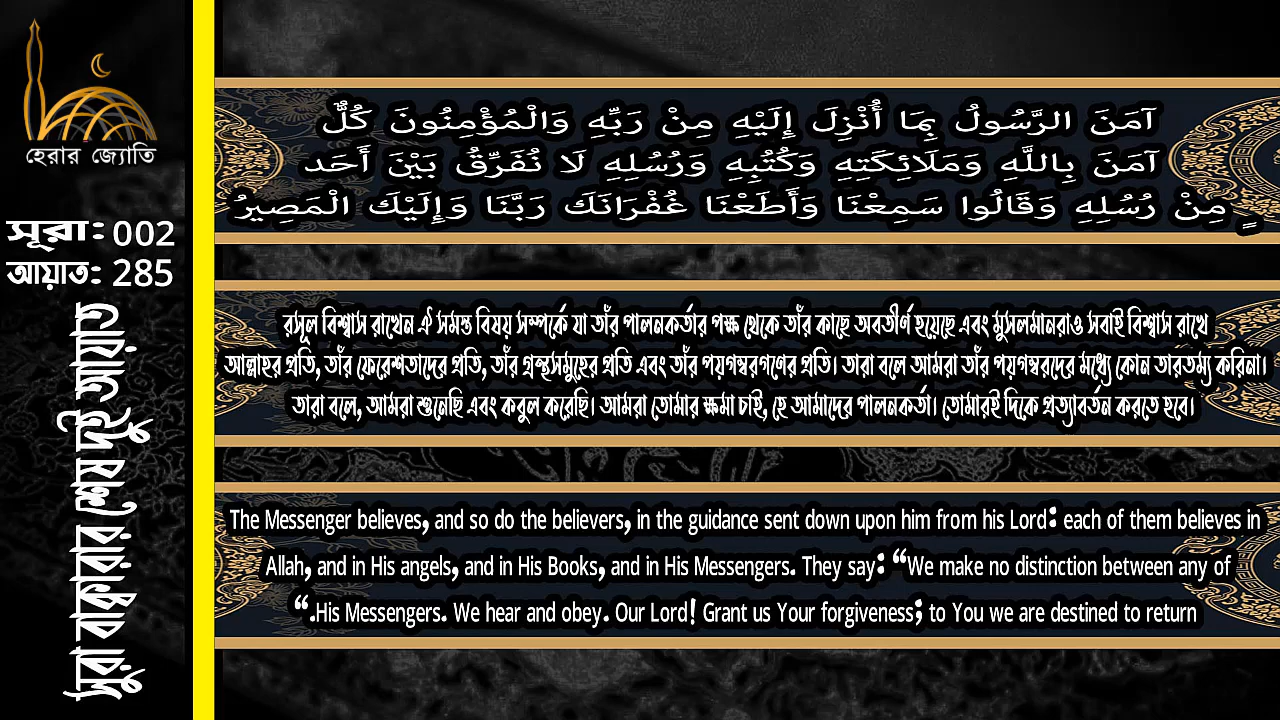 হেরার জ্যোতি
সূরা: 002
আয়াত: 285
সুরা বাক্বারার শেষ দুই আয়াত
آمَنَ الرَّسُولُ بِمَا أُنْزِلَ إِلَيْهِ مِنْ رَبِّهِ وَالْمُؤْمِنُونَ كُلٌّ
آمَنَ بِاللَّهِ وَمَلَائِكَتِهِ وَكُتُبِهِ وَرُسُلِهِ لَا نُفَرِّقُ بَيْنَ أَحَد
ٍ مِنْ رُسُلِهِ وَقَالُوا سَمِعْنَا وَأَطَعْنَا غُفْرَانَكَ رَبَّنَا وَإِلَيْكَ الْمَصِيرُ
রসূল বিশ্বাস রাখেন ঐ সমস্ত বিষয় সম্পর্কে যা তাঁর পালনকর্তার পক্ষ থেকে তাঁর কাছে অবতীর্ণ হয়েছে এবং মুসলমানরাও সবাই বিশ্বাস রাখে
আল্লাহর প্রতি, তাঁর ফেরেশতাদের প্রতি, তাঁর গ্রন্থসমুহের প্রতি এবং তাঁর পয়গম্বরগণের প্রতি। তারা বলে আমরা তাঁর পয়গম্বরদের মধ্যে কোন তারতম্য করিনা।
তারা বলে, আমরা শুনেছি এবং কবুল করেছি। আমরা তোমার ক্ষমা চাই, হে আমাদের পালনকর্তা। তোমারই দিকে প্রত্যাবর্তন করতে হবে।
The Messenger believes, and so do the believers, in the guidance sent down upon him from his Lord: each of them believes in
Allah, and in His angels, and in His Books, and in His Messengers. They say: “We make no distinction between any of
“.His Messengers. We hear and obey. Our Lord! Grant us Your forgiveness; to You we are destined to return